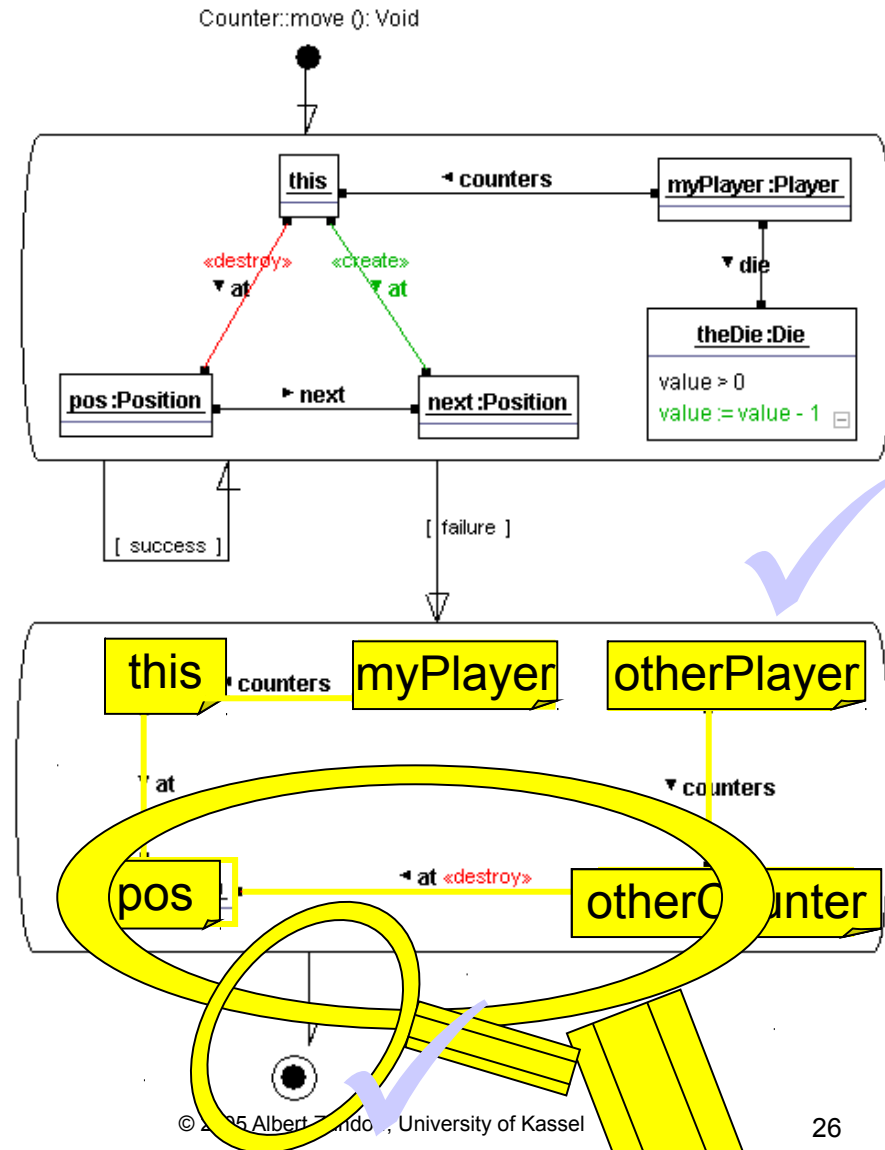 Counter::move (): Void
this
◄ counters
myPlayer :Player
«destroy»
▼ at
«create»
▼ at
▼ die
theDie :Die
value > 0
value := value - 1
pos :Position
► next
next :Position
[ success ]
[ failure ]
this
counters
myPlayer
otherPlayer
at
▼ counters
pos
◄ at «destroy»
© Albert University of Kassel
26